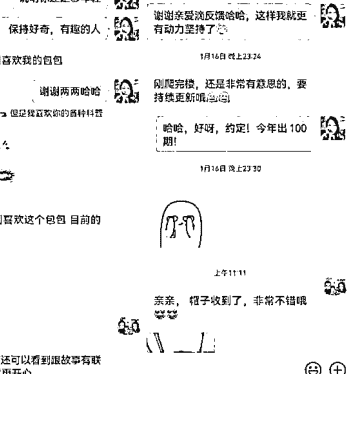 保持好奇，有趣的人
喜欢我的包包
谢谢两两哈哈
但是我喜欢你的各种科普
喜欢这个包包 目前的
还可以看到跟故事有联
谢谢亲爱滴反馈哈哈，这样我就更
有动力坚持了
1月16日 晚上23:24
刚爬完楼，还是非常有意思的，要
持续更新哦
哈哈，好呀，约定！今年出100
期！
1月16日 晚上23:30
上午11:11
亲亲， 帽子收到了，非常不错哦